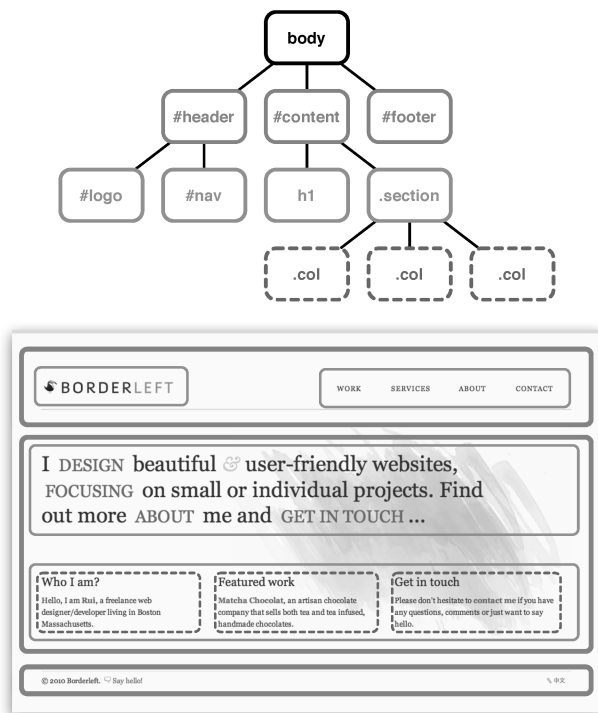 body
#header #content #footer
#logo #nav h1 .section
.col .col .col
BORDERLEFT
WORK SERVICES ABOUT CONTACT
I DESIGN beautiful & user-friendly websites,
FOCUSING on small or individual projects. Find
out more ABOUT me and GET IN TOUCH ...
Who I am?
Hello, I am Rui, a freelance web
designer/developer living in Boston
Massachusetts.
Featured work
Matcha Chocolat, an artisan chocolate
company that sells both tea and tea infused,
handmade chocolates.
Get in touch
Please don't hesitate to contact me if you have
any questions, comments or just want to say
hello.
© 2010 Borderleft. Say hello! 中文